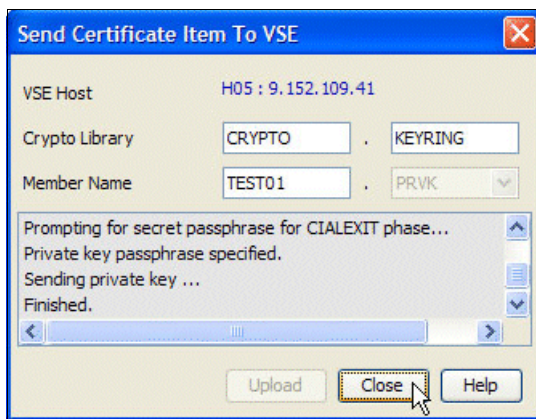 Send Certificate Item To VSE
VSE Host H05 : 9.152.109.41
Crypto Library CRYPTO . KEYRING
Member Name TEST01 . PRVK
Prompting for secret passphrase for CIALEXIT phase...
Private key passphrase specified.
Sending private key ...
Finished.
Upload Close Help